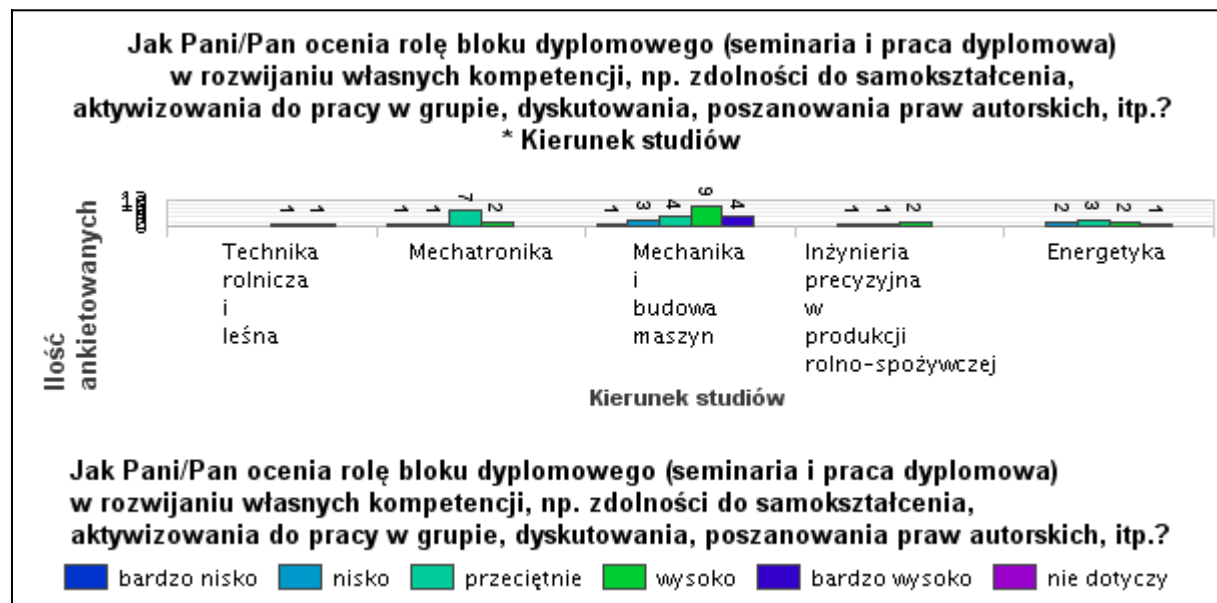 Jak Pani/Pan ocenia rolę bloku dyplomowego (seminaria i praca dyplomowa)
w rozwijaniu własnych kompetencji, np. zdolności do samokształcenia,
aktywizowania do pracy w grupie, dyskutowania, poszanowania praw autorskich, itp.?
* Kierunek studiów
1 1 1 1 7 2 1 3 4 9 4 1 1 2 2 3 2 1
Technika Mechatronika Mechanika Inżynieria Energetyka
rolnicza i precyzyjna
i budowa w
leśna maszyn produkcji
rolno-spożywczej
Ilość
ankietowanych
Kierunek studiów
Jak Pani/Pan ocenia rolę bloku dyplomowego (seminaria i praca dyplomowa)
w rozwijaniu własnych kompetencji, np. zdolności do samokształcenia,
aktywizowania do pracy w grupie, dyskutowania, poszanowania praw autorskich, itp.?
bardzo nisko nisko przeciętnie wysoko bardzo wysoko nie dotyczy